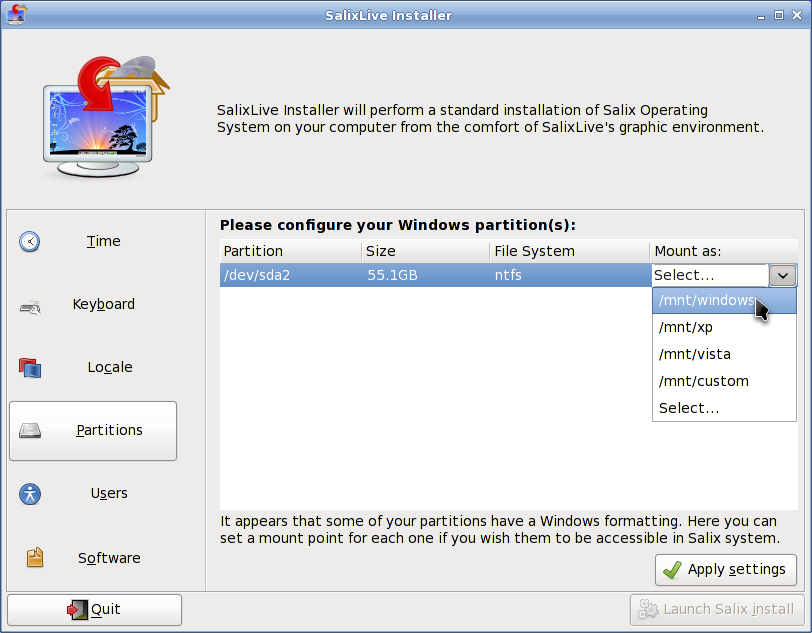 SalixLive Installer
SalixLive Installer will perform a standard installation of Salix Operating
System on your computer from the comfort of SalixLive's graphic environment.
Time
Keyboard
Locale
Partitions
Users
Software
Please configure your Windows partition(s):
Partition Size File System Mount as:
/dev/sda2 55.1GB ntfs Select...
/mnt/windows
/mnt/xp
/mnt/vista
/mnt/custom
Select...
It appears that some of your partitions have a Windows formatting. Here you can
set a mount point for each one if you wish them to be accessible in Salix system.
Apply settings
Quit
Launch Salix install